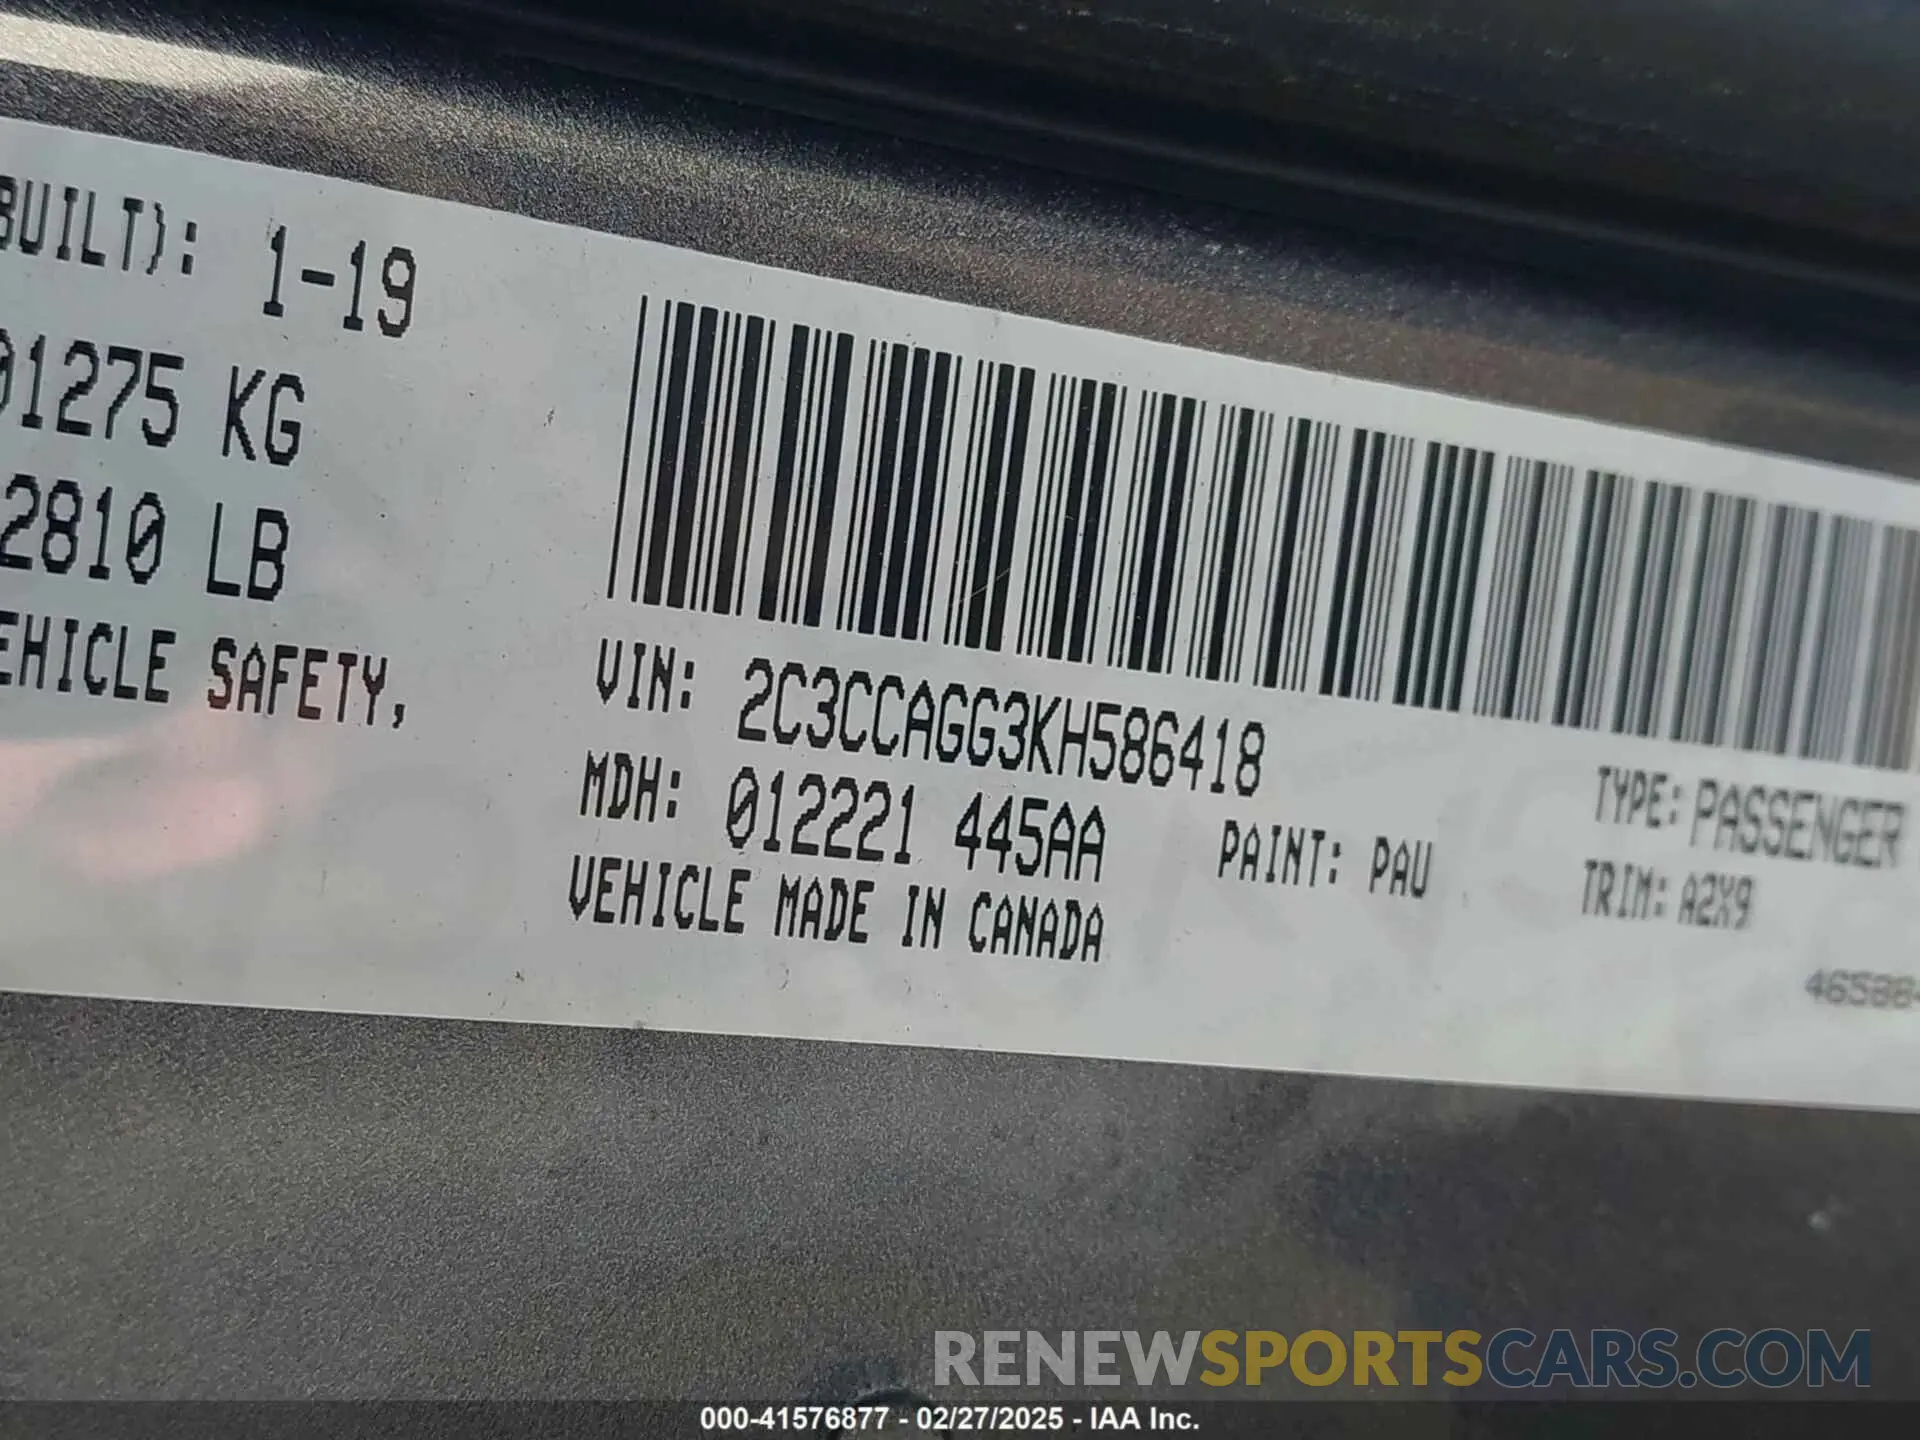 BUILT): 1-19
01275 KG
2810 LB
EHICLE SAFETY,
VIN: 2C3CCAGG3KH586418
MDH: 012221 445AA
PAINT: PAU
VEHICLE MADE IN CANADA
TYPE: PASSENGER
TRIM: A2X9
46588
RENEWSPORTSCARS.COM
000-41576877 - 02/27/2025 - IAA Inc.